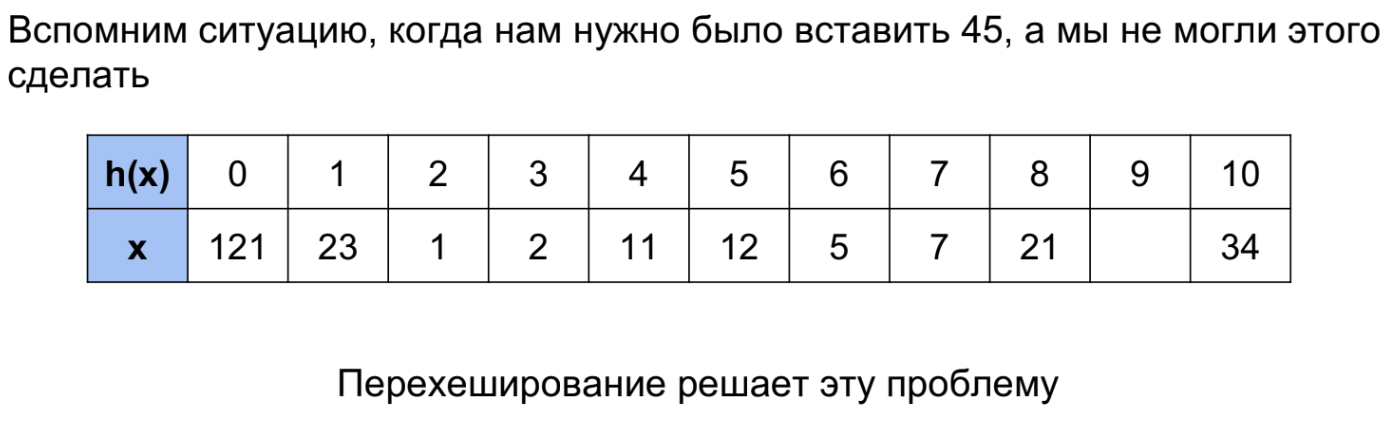 Вспомним ситуацию, когда нам нужно было вставить 45, а мы не могли этого
сделать
h(x) 0 1 2 3 4 5 6 7 8 9 10
x 121 23 1 2 11 12 5 7 21 34
Перехеширование решает эту проблему